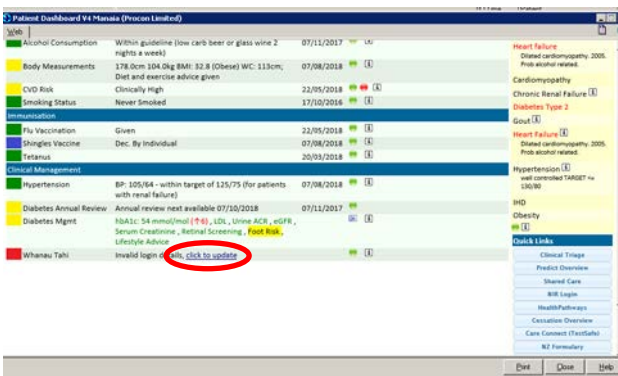 Patient Dashboard V4 Manaia (Procon Limited)
Web
Alcohol Consumption
Within guideline (low carb beer or glass wine 2
nights a week)
07/11/2017
Body Measurements
178.0cm 104.0kg BMI: 32.8 (Obese) WC: 113cm;
Diet and exercise advice given
07/08/2018
CVD Risk
Clinically High
22/05/2018
Smoking Status
Never Smoked
17/10/2016
Immunisation
Flu Vaccination
Given
22/05/2018
Shingles Vaccine
Dec. By Individual
07/08/2018
Tetanus
20/03/2018
Clinical Management
Hypertension
BP: 105/64 - within target of 125/75 (for patients
with renal failure)
07/08/2018
Diabetes Annual Review
Annual review next available 07/10/2018
07/11/2017
Diabetes Mgmt
hbA1c: 54 mmol/mol (↑6) , LDL , Urine ACR , eGFR ,
Serum Creatinine , Retinal Screening , Foot Risk ,
Lifestyle Advice
Whanau Tahi
Invalid login details, click to update
Heart failure
Dilated cardiomyopathy. 2005.
Prob alcohol related.
Cardiomyopathy
Chronic Renal Failure
Diabetes Type 2
Gout
Heart Failure
Dilated cardiomyopathy. 2005.
Prob alcohol related.
Hypertension
well controlled TARGET <=
130/80
IHD
Obesity
Quick Links
Clinical Triage
Predict Overview
Shared Care
BIR Login
HealthPathways
Cessation Overview
Care Connect (TestSafe)
NZ Formulary
Print
Close
Help